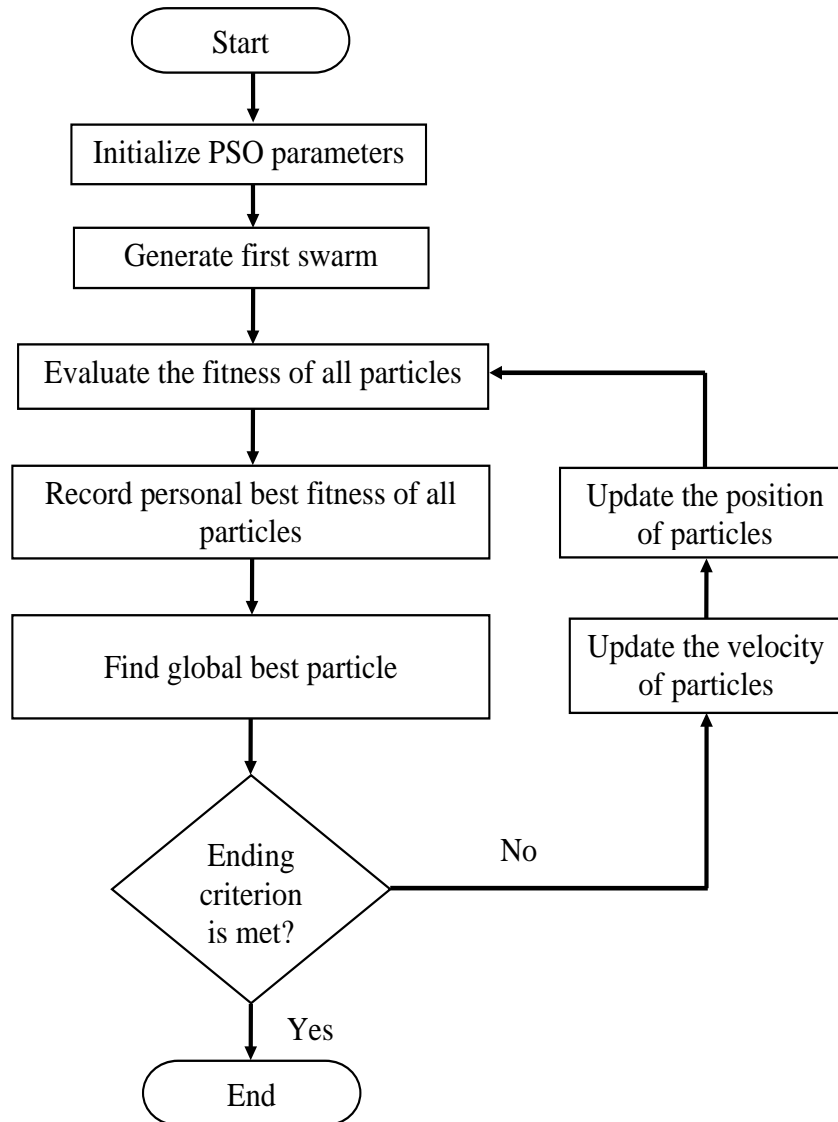 Start
Initialize PSO parameters
Generate first swarm
Evaluate the fitness of all particles
Record personal best fitness of all
particles
Find global best particle
Ending
criterion
is met?
No
Update the velocity
of particles
Update the position
of particles
Yes
End